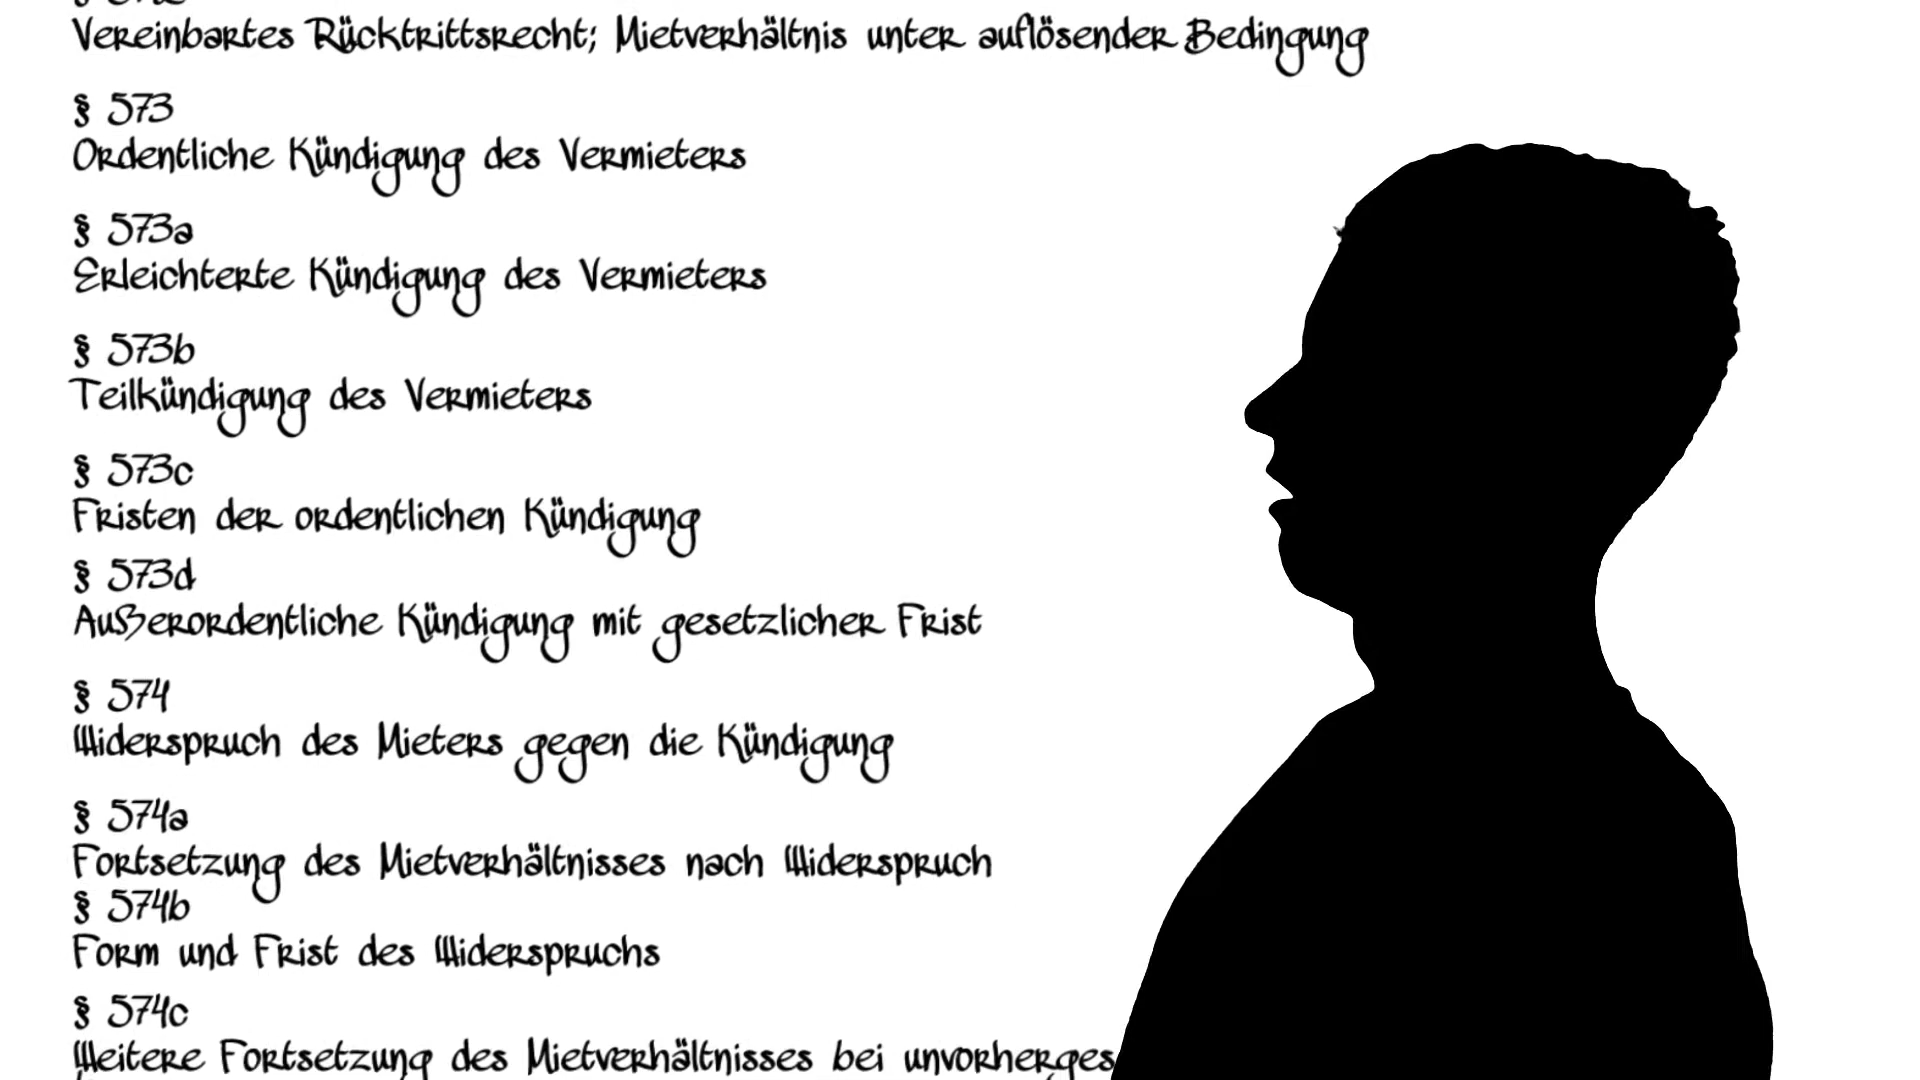 Vereinbartes Rücktrittsrecht; Mietverhältnis unter auflösender Bedingung
§ 573
Ordentliche Kündigung des Vermieters
§ 573a
Erleichterte Kündigung des Vermieters
§ 573b
Teilkündigung des Vermieters
§ 573c
Fristen der ordentlichen Kündigung
§ 573d
Außerordentliche Kündigung mit gesetzlicher Frist
§ 574
Widerspruch des Mieters gegen die Kündigung
§ 574a
Fortsetzung des Mietverhältnisses nach Widerspruch
§ 574b
Form und Frist des Widerspruchs
§ 574c
Weitere Fortsetzung des Mietverhältnisses bei unvorherges